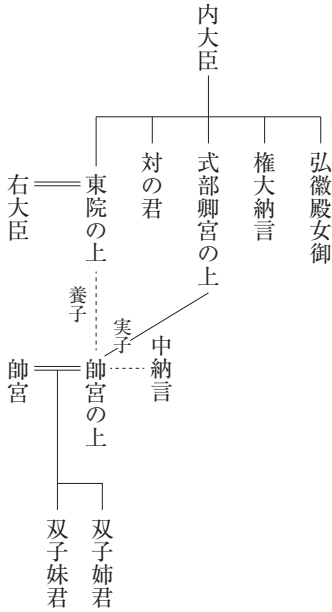 内大臣
弘徽殿女御
権大納言
式部卿宮の上
対の君
東院の上
右大臣
養子
実子
中納言
帥宮の上
帥宮
双子姉君
双子妹君